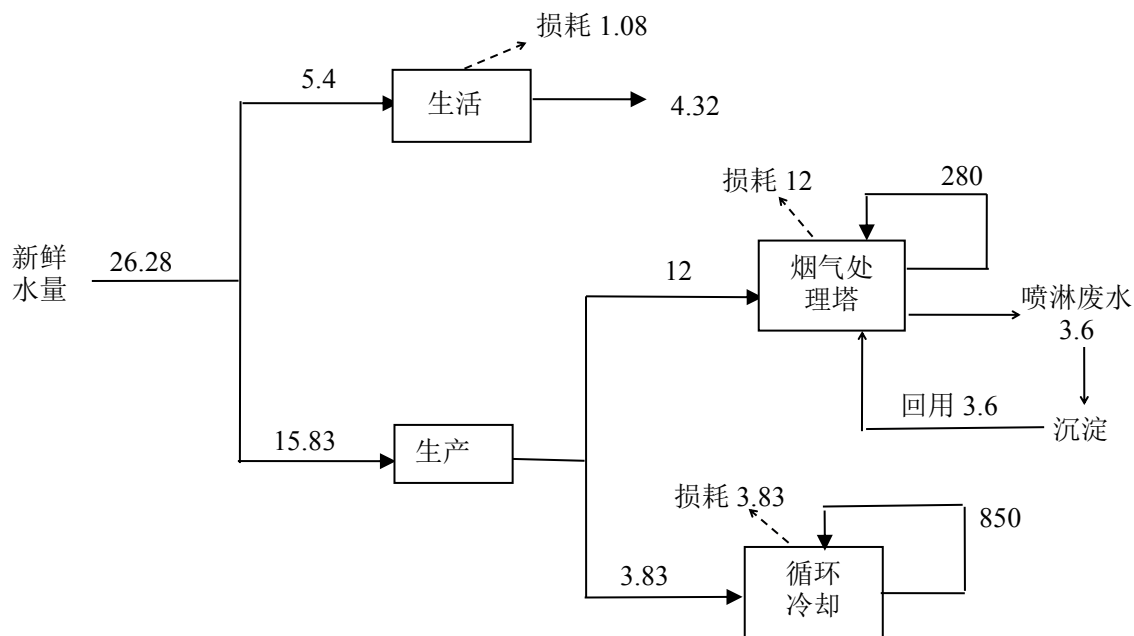 损耗 1.08
5.4
生活
4.32
损耗 12
280
新鲜
水量
26.28
12
烟气处
理塔
喷淋废水
3.6
回用 3.6
沉淀
15.83
生产
损耗 3.83
850
3.83
循环
冷却